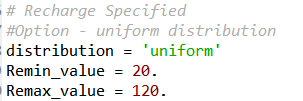 # Recharge Specified
#Option - uniform distribution
distribution = 'uniform'
Remin_value = 20.
Remax_value = 120.